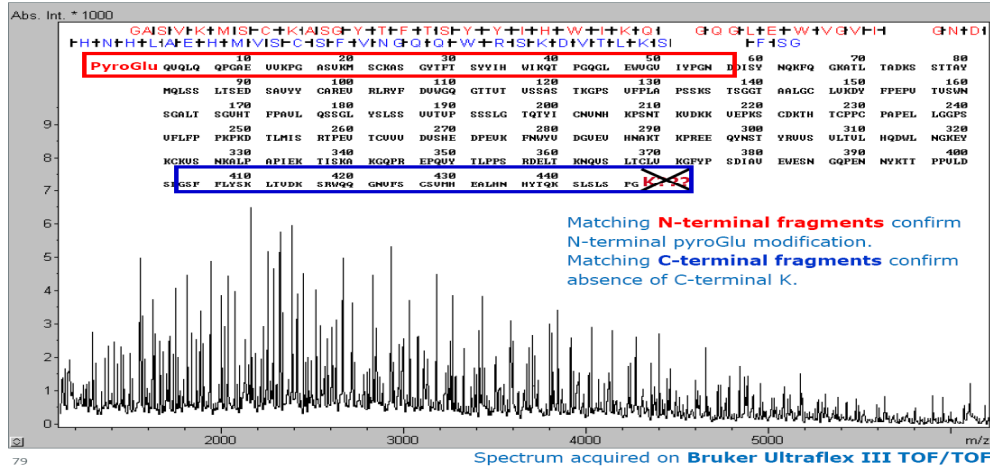 Abs. Int. * 1000
GAISIVHKHMISHCHKHAISGHYHTHFHTHISHYHYHIHHHWHIHKHQI GHQGHLHEHWHVGVHIH GHNHDI
PyroGlu QVQLQ QPGAE VVKPG ASVKM SCKAS GYTFT SYYIH WIKQT PGQGL EWVGV IYPGN DDISY NQKFQ GKATL TADKS STTAY
10 20 30 40 50 60 70 80
90 100 110 120 130 140 150 160
MQLSS LTSED SAVYY CAREV RLRYF DVWGQ GTTVT VSSAS TKGPS VFPLA PSSKS TSGGT AALGC LVKDY FPEPV TVSWN
170 180 190 200 210 220 230 240
SGALT SGVHT FPAVL QSSGL YSLSS VVTVP SSSLG TQTYI CNVNH KPSNT KVDKK VEPKS CDKTH TCPPC PAPEL LGGPS
250 260 270 280 290 300 310 320
VFLFP PKPKD TLMIS RTPEV TCVVV DVSHE DPEVK FNWYV DGVEV HNAKT KPREE QYNST YRVVS VLTVL HQDWL NGKEY
330 340 350 360 370 380 390 400
KCKVS NKALP APIEK TISKA KGQPR EPQVY TLPPS RDELT KNQVS LTCLV KGFYP SDIAV EWESN GQPEN NYKTT PPVLD
410 420 430 440
SDGSF FLYSK LTVDK SRWQQ GNVFS CSVMH EALHN HYTQK SLSLS PG K???
9
8
7
6
5
4
3
2
1
0
Matching N-terminal fragments confirm
N-terminal pyroGlu modification.
Matching C-terminal fragments confirm
absence of C-terminal K.
2000 3000 4000 5000 m/z
79
Spectrum acquired on Bruker Ultraflex III TOF/TOF